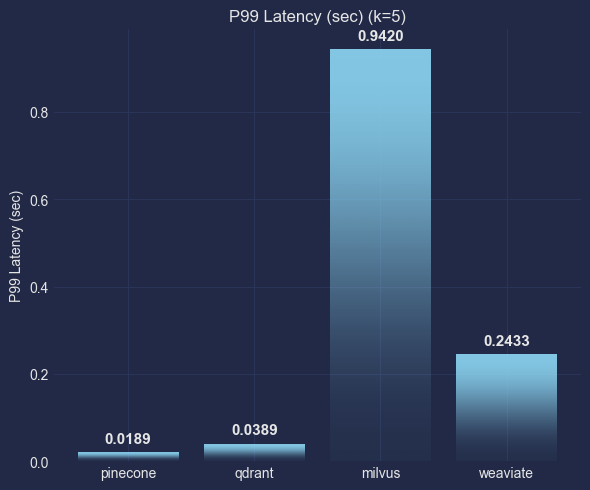 P99 Latency (sec) (k=5)
P99 Latency (sec)
0.8
0.6
0.4
0.2
0.0
0.0189
0.0389
0.9420
0.2433
pinecone
qdrant
milvus
weaviate